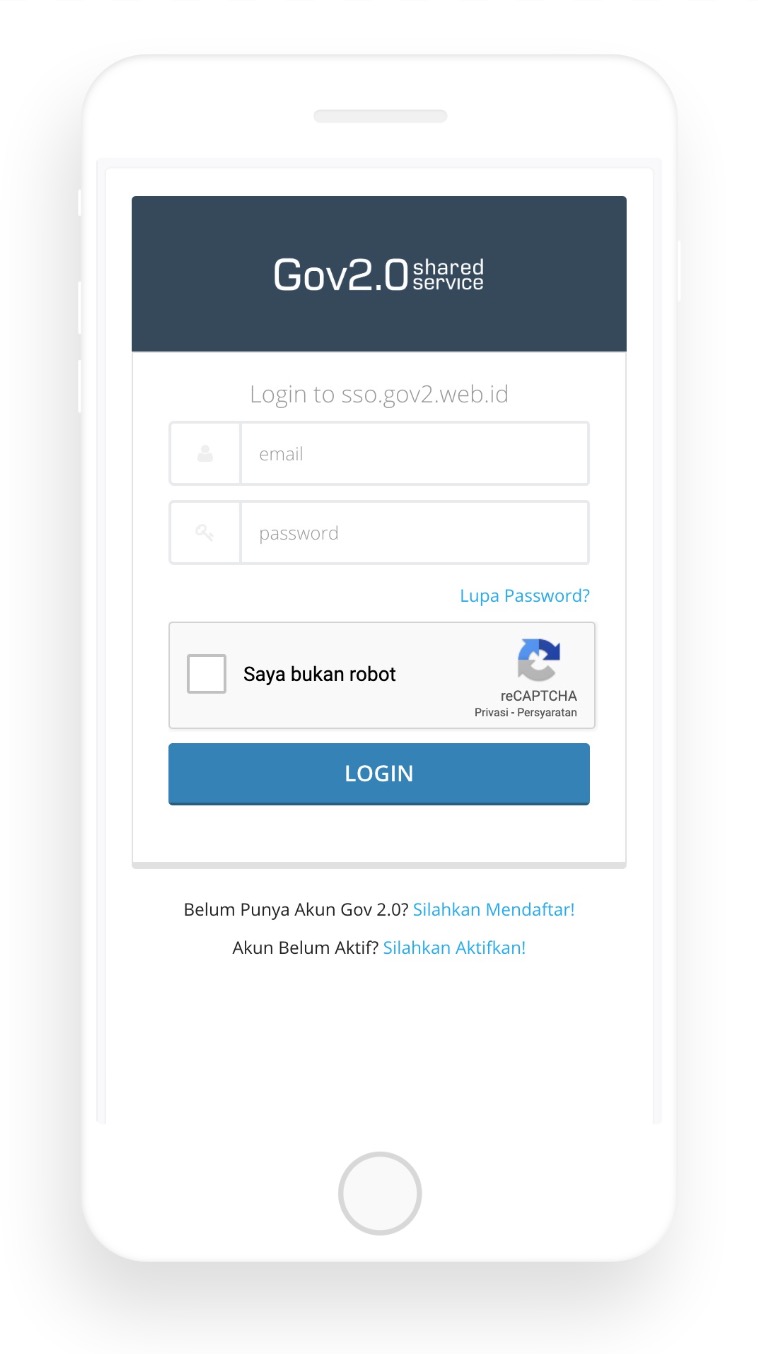 Gov2.0 shared service
Login to sso.gov2.web.id
email
password
Lupa Password?
Saya bukan robot
reCAPTCHA
Privasi - Persyaratan
LOGIN
Belum Punya Akun Gov 2.0? Silahkan Mendaftar!
Akun Belum Aktif? Silahkan Aktifkan!